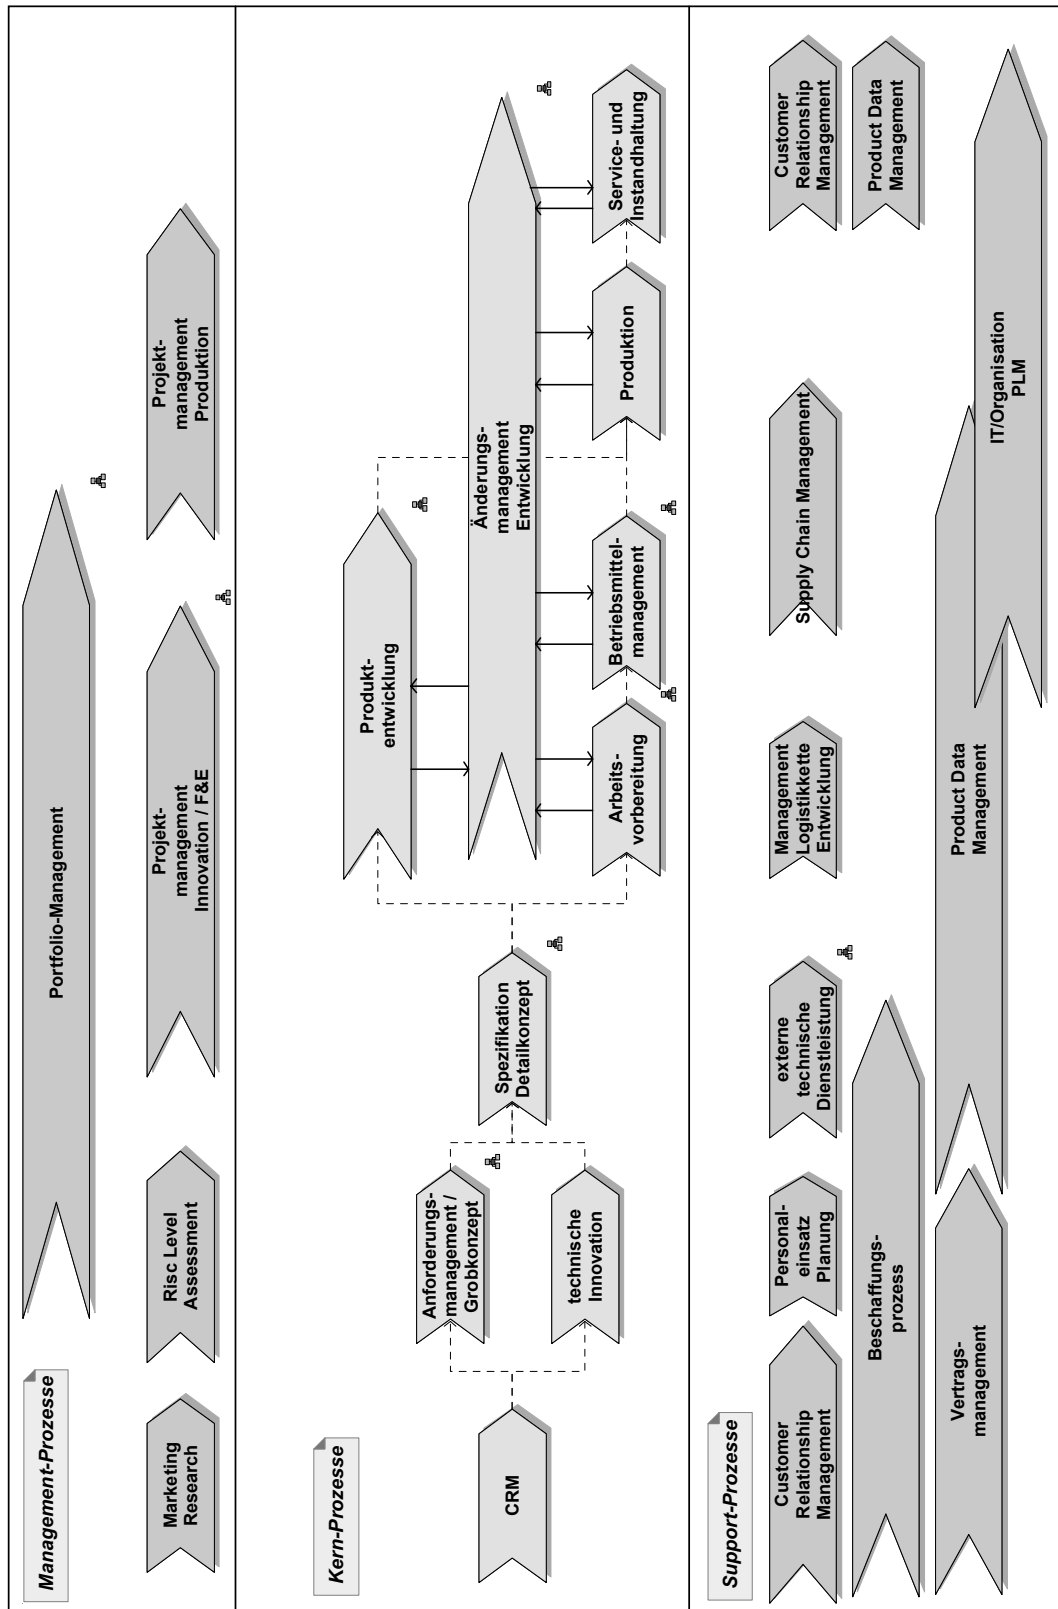 Management-Prozesse
Portfolio-Management
Marketing
Research
Risc Level
Assessment
Projekt-
management
Innovation / F&E
Projekt-
management
Produktion
Kern-Prozesse
CRM
Anforderungs-
management /
Grobkonzept
technische
Innovation
Spezifikation
Detailkonzept
Produkt-
entwicklung
Änderungs-
management
Entwicklung
Arbeits-
vorbereitung
Betriebsmittel-
management
Produktion
Service- und
Instandhaltung
Support-Prozesse
Customer
Relationship
Management
Personal-
einsatz
Planung
externe
technische
Dienstleistung
Management
Logistikkette
Entwicklung
Supply Chain Management
Customer
Relationship
Management
Beschaffungs-
prozess
Product Data
Management
Vertrags-
management
Product Data
Management
IT/Organisation
PLM